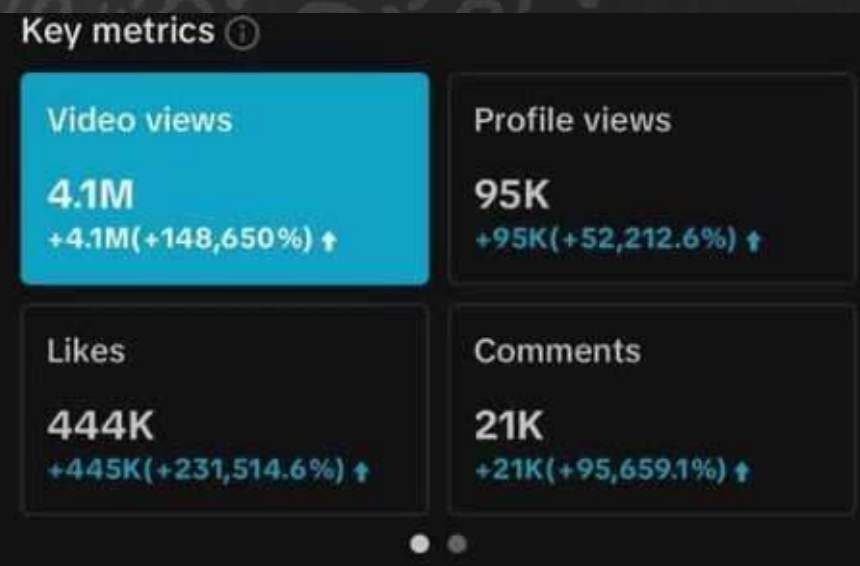 Key metrics
Video views
4.1M
+4.1M(+148,650%)
Profile views
95K
+95K(+52,212.6%)
Likes
444K
+445K(+231,514.6%)
Comments
21K
+21K(+95,659.1%)